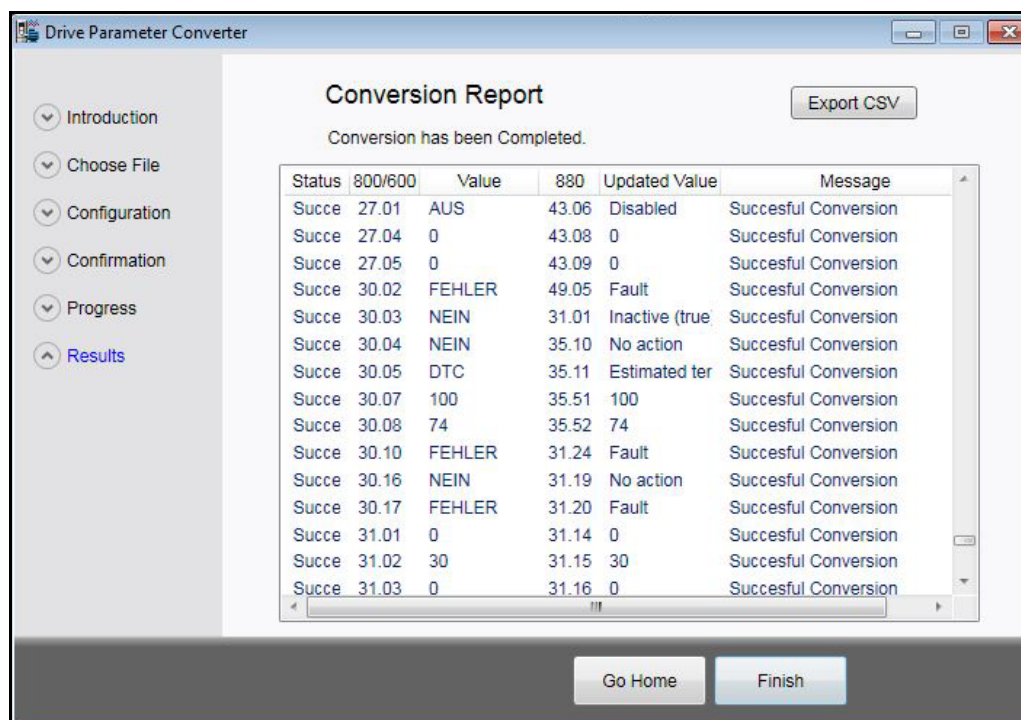 Drive Parameter Converter
Introduction
Choose File
Configuration
Confirmation
Progress
Results
Conversion Report
Export CSV
Conversion has been Completed.
Status 800/600 Value 880 Updated Value Message
Succe 27.01 AUS 43.06 Disabled Succesful Conversion
Succe 27.04 0 43.08 0 Succesful Conversion
Succe 27.05 0 43.09 0 Succesful Conversion
Succe 30.02 FEHLER 49.05 Fault Succesful Conversion
Succe 30.03 NEIN 31.01 Inactive (true) Succesful Conversion
Succe 30.04 NEIN 35.10 No action Succesful Conversion
Succe 30.05 DTC 35.11 Estimated ter Succesful Conversion
Succe 30.07 100 35.51 100 Succesful Conversion
Succe 30.08 74 35.52 74 Succesful Conversion
Succe 30.10 FEHLER 31.24 Fault Succesful Conversion
Succe 30.16 NEIN 31.19 No action Succesful Conversion
Succe 30.17 FEHLER 31.20 Fault Succesful Conversion
Succe 31.01 0 31.14 0 Succesful Conversion
Succe 31.02 30 31.15 30 Succesful Conversion
Succe 31.03 0 31.16 0 Succesful Conversion
Go Home
Finish